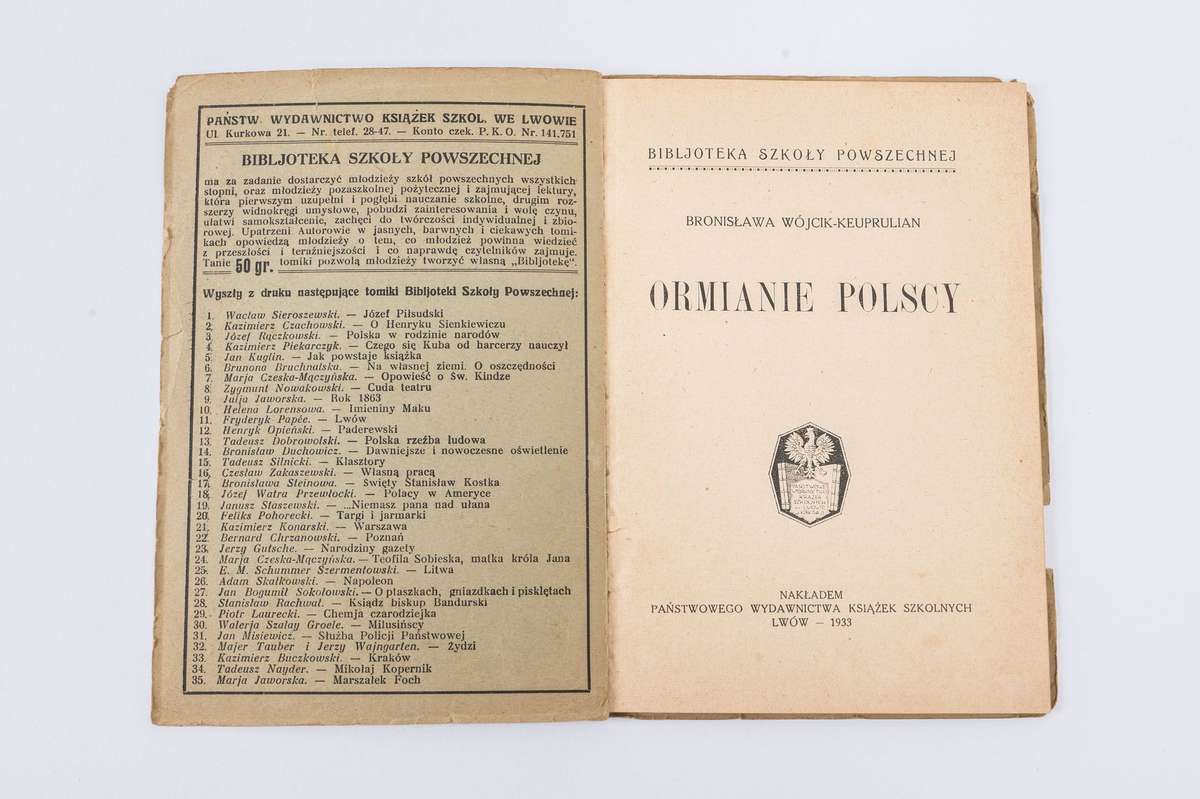 PAŃSTW. WYDAWNICTWO KSIĄŻEK SZKOL. WE LWOWIE
Ul. Kurkowa 21. — Nr. telef. 28-47. — Konto czek. P. K. O. Nr. 141.751
BIBLJOTEKA SZKOŁY POWSZECHNEJ
ma za zadanie dostarczyć młodzieży szkół powszechnych wszystkich
stopni, oraz młodzieży pozaszkolnej pożytecznej i zajmującej lektury,
która pierwszym uzupełni i pogłębi nauczanie szkolne, drugim roz-
szerzy widnokręgi umysłowe, pobudzi zainteresowania i wolę czynu,
ułatwi samokształcenie, zachęci do twórczości indywidualnej i zbio-
rowej. Upatrzeni Autorowie w jasnych, barwnych i ciekawych tomi-
kach opowiedzą młodzieży o tem, co młodzież powinna wiedzieć
z przeszłości i teraźniejszości i co naprawdę czytelników zajmuje.
Tanie 50 gr. tomiki pozwolą młodzieży tworzyć własną „Bibljotekę".
Wyszły z druku następujące tomiki Bibljoteki Szkoły Powszechnej:
1. Wacław Sieroszewski. — Józef Piłsudski
2. Kazimierz Czachowski. — O Henryku Sienkiewiczu
3. Józef Rączkowski. — Polska w rodzinie narodów
4. Kazimierz Piekarczyk. — Czego się Kuba od harcerzy nauczył
5. Jan Kuglin. — Jak powstaje książka
6. Brunona Bruchnalska. — Na własnej ziemi. O oszczędności
7. Marja Czeska-Mączyńska. — Opowieść o Św. Kindze
8. Zygmunt Nowakowski. — Cuda teatru
9. Julja Jaworska. — Rok 1863
10. Helena Lorensowa. — Imieniny Maku
11. Fryderyk Papée. — Lwów
12. Henryk Opieński. — Paderewski
13. Tadeusz Dobrowolski. — Polska rzeźba ludowa
14. Bronisław Duchowicz. — Dawniejsze i nowoczesne oświetlenie
15. Tadeusz Silnicki. — Klasztory
16. Czesław Zakaszewski. — Własną pracą
17. Bronisława Steinowa. — Święty Stanisław Kostka
18. Józef Watra Przewłocki. — Polacy w Ameryce
19. Janusz Staszewski. — ...Niemasz pana nad ułana
20. Feliks Pohorecki. — Targi i jarmarki
21. Kazimierz Konarski. — Warszawa
22. Bernard Chrzanowski. — Poznań
23. Jerzy Gutsche. — Narodziny gazety
24. Marja Czeska-Mączyńska. — Teofila Sobieska, matka króla Jana
25. E. M. Schummer Szermentowski. — Litwa
26. Adam Skałkowski. — Napoleon
27. Jan Bogumił Sokołowski. — O ptaszkach, gniazdkach i pisklętach
28. Stanisław Rachwał. — Ksiądz biskup Bandurski
29. Piotr Laurecki. — Chemja czarodziejka
30. Walerja Szalay Groele. — Milusińscy
31. Jan Misiewicz. — Służba Policji Państwowej
32. Majer Tauber i Jerzy Wajngarten. — Żydzi
33. Kazimierz Buczkowski. — Kraków
34. Tadeusz Nayder. — Mikołaj Kopernik
35. Marja Jaworska. — Marszałek Foch
BIBLJOTEKA SZKOŁY POWSZECHNEJ
BRONISŁAWA WÓJCIK-KEUPRULIAN
ORMIANIE POLSCY
PAŃSTWOWE
WYDAWNICTWO
KSIĄŻEK
SZKOLNYCH
NAKŁADEM
PAŃSTWOWEGO WYDAWNICTWA KSIĄŻEK SZKOLNYCH
LWÓW — 1933